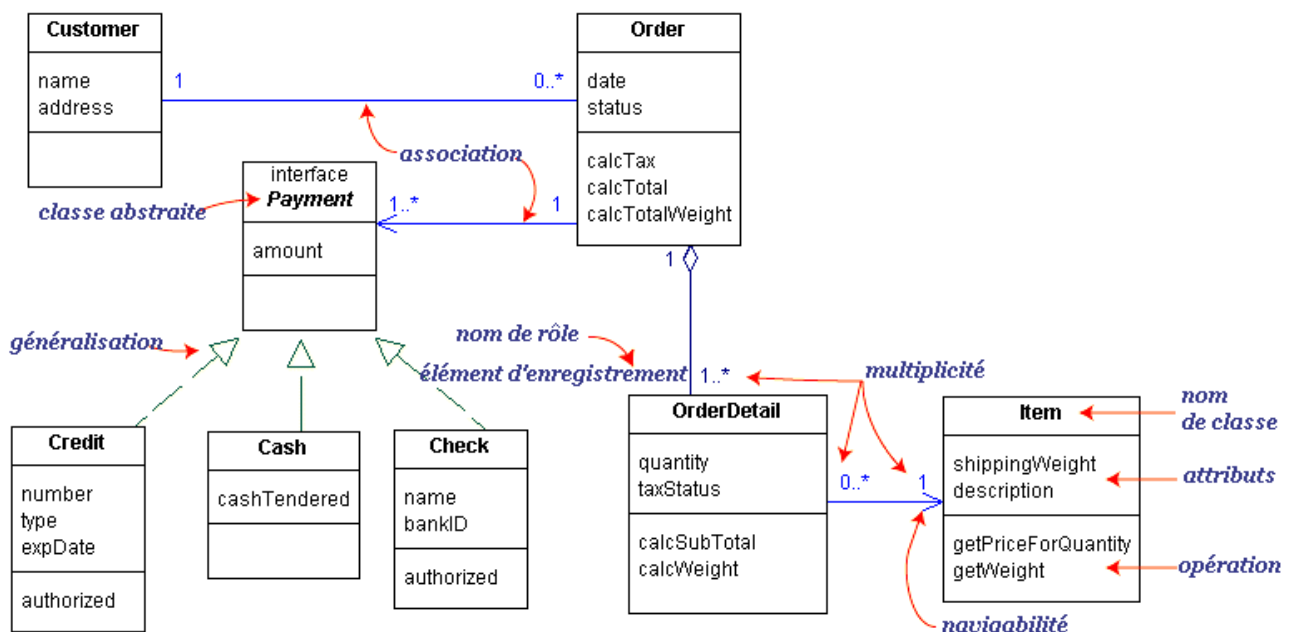 Customer
name
address
1
0..*
Order
date
status
calcTax
calcTotal
calcTotalWeight
association
interface
Payment
amount
classe abstraite
1..*
1
1
généralisation
nom de rôle
élément d'enregistrement
1..*
multiplicité
Credit
number
type
expDate
authorized
Cash
cashTendered
Check
name
bankID
authorized
OrderDetail
quantity
taxStatus
calcSubTotal
calcWeight
0..*
1
Item
shippingWeight
description
getPriceForQuantity
getWeight
nom
de classe
attributs
opération
navigabilité